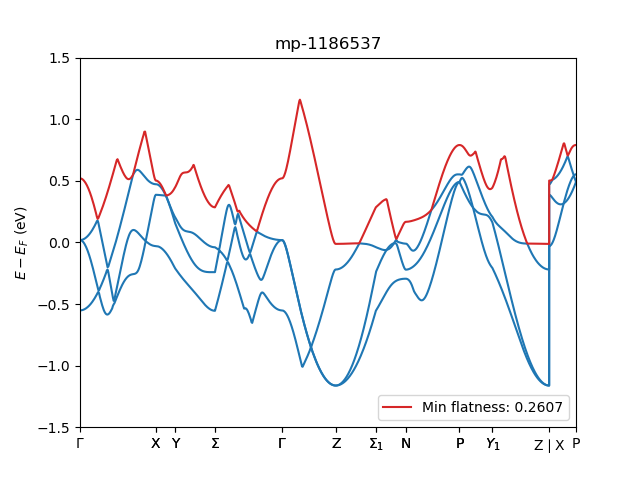 mp-1186537
E − E_F (eV)
1.5
1.0
0.5
0.0
−0.5
−1.0
−1.5
Min flatness: 0.2607
Γ X Y Σ Γ Z Σ₁ N P Y₁ Z | X P